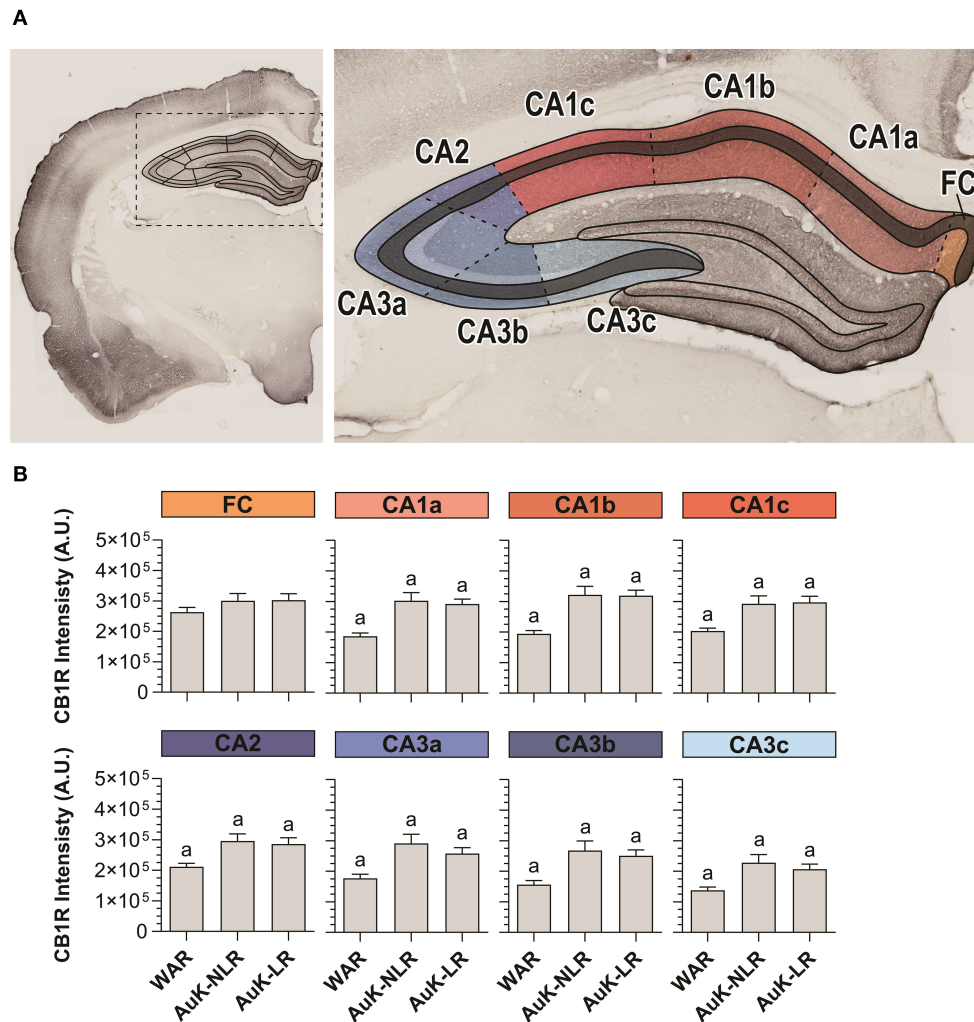 A
CA1b
CA1c
CA1a
CA2
FC
CA3a
CA3b
CA3c
B
FC
CA1a
CA1b
CA1c
CB1R Intensisty (A.U.)
5×10⁵
4×10⁵
3×10⁵
2×10⁵
1×10⁵
0
a a a
a a a
a a a
CA2
CA3a
CA3b
CA3c
CB1R Intensisty (A.U.)
5×10⁵
4×10⁵
3×10⁵
2×10⁵
1×10⁵
0
a a a
a a a
a a a
a a a
WAR AuK-NLR AuK-LR
WAR AuK-NLR AuK-LR
WAR AuK-NLR AuK-LR
WAR AuK-NLR AuK-LR